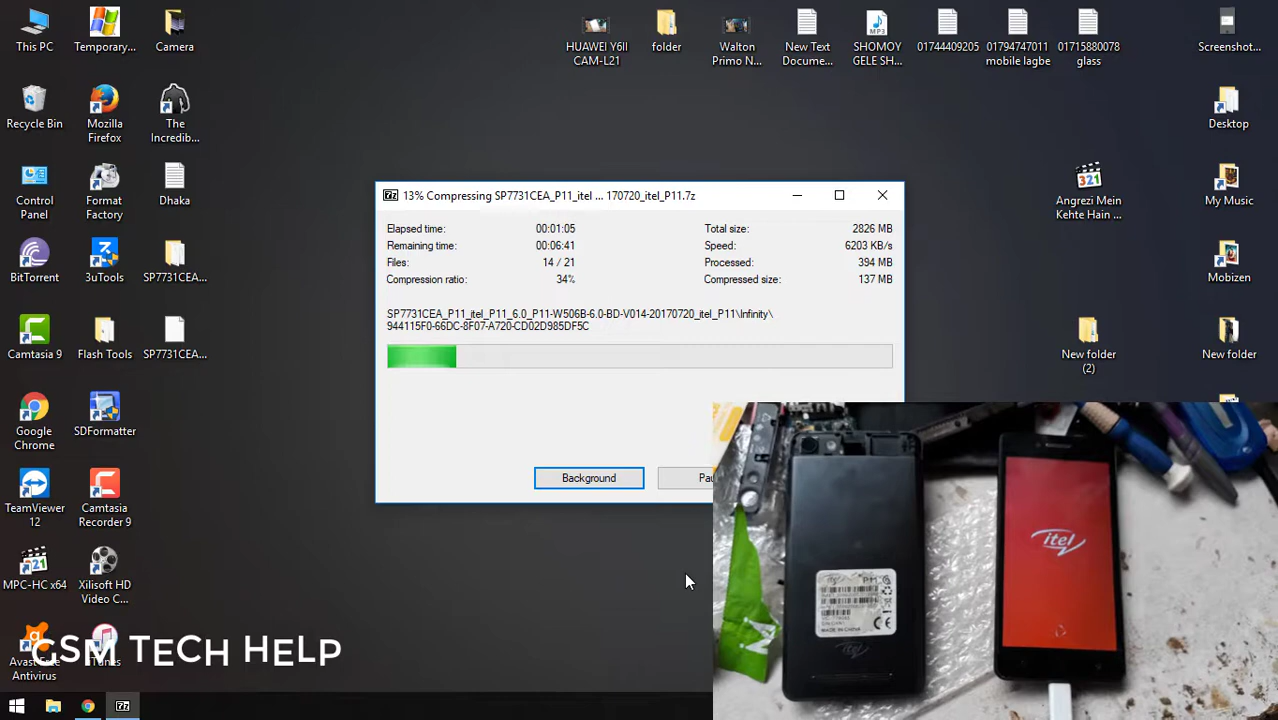 This PC
Temporary...
Camera
HUAWEI Y6II
CAM-L21
folder
Walton
Primo N...
New Text
Docume...
SHOMOY
GELE SH...
01744409205
01794747011
mobile lagbe
01715880078
glass
Screenshot...
Recycle Bin
Mozilla
Firefox
The
Incredib...
Desktop
Control
Panel
Format
Factory
Dhaka
Angrezi Mein
Kehte Hain ...
My Music
BitTorrent
3uTools
SP7731CEA...
Mobizen
Camtasia 9
Flash Tools
SP7731CEA...
New folder
(2)
New folder
Google
Chrome
SDFormatter
TeamViewer
12
Camtasia
Recorder 9
MPC-HC x64
Xilisoft HD
Video C...
Avast Free
Antivirus
iTunes
13% Compressing SP7731CEA_P11_itel ... 170720_itel_P11.7z
Elapsed time: 00:01:05 Total size: 2826 MB
Remaining time: 00:06:41 Speed: 6203 KB/s
Files: 14 / 21 Processed: 394 MB
Compression ratio: 34% Compressed size: 137 MB
SP7731CEA_P11_itel_P11_6.0_P11-W506B-6.0-BD-V014-20170720_itel_P11\Infinity\
944115F0-66DC-8F07-A720-CD02D985DF5C
Background
GSM TECH HELP
itel
MADE IN CHINA
itel